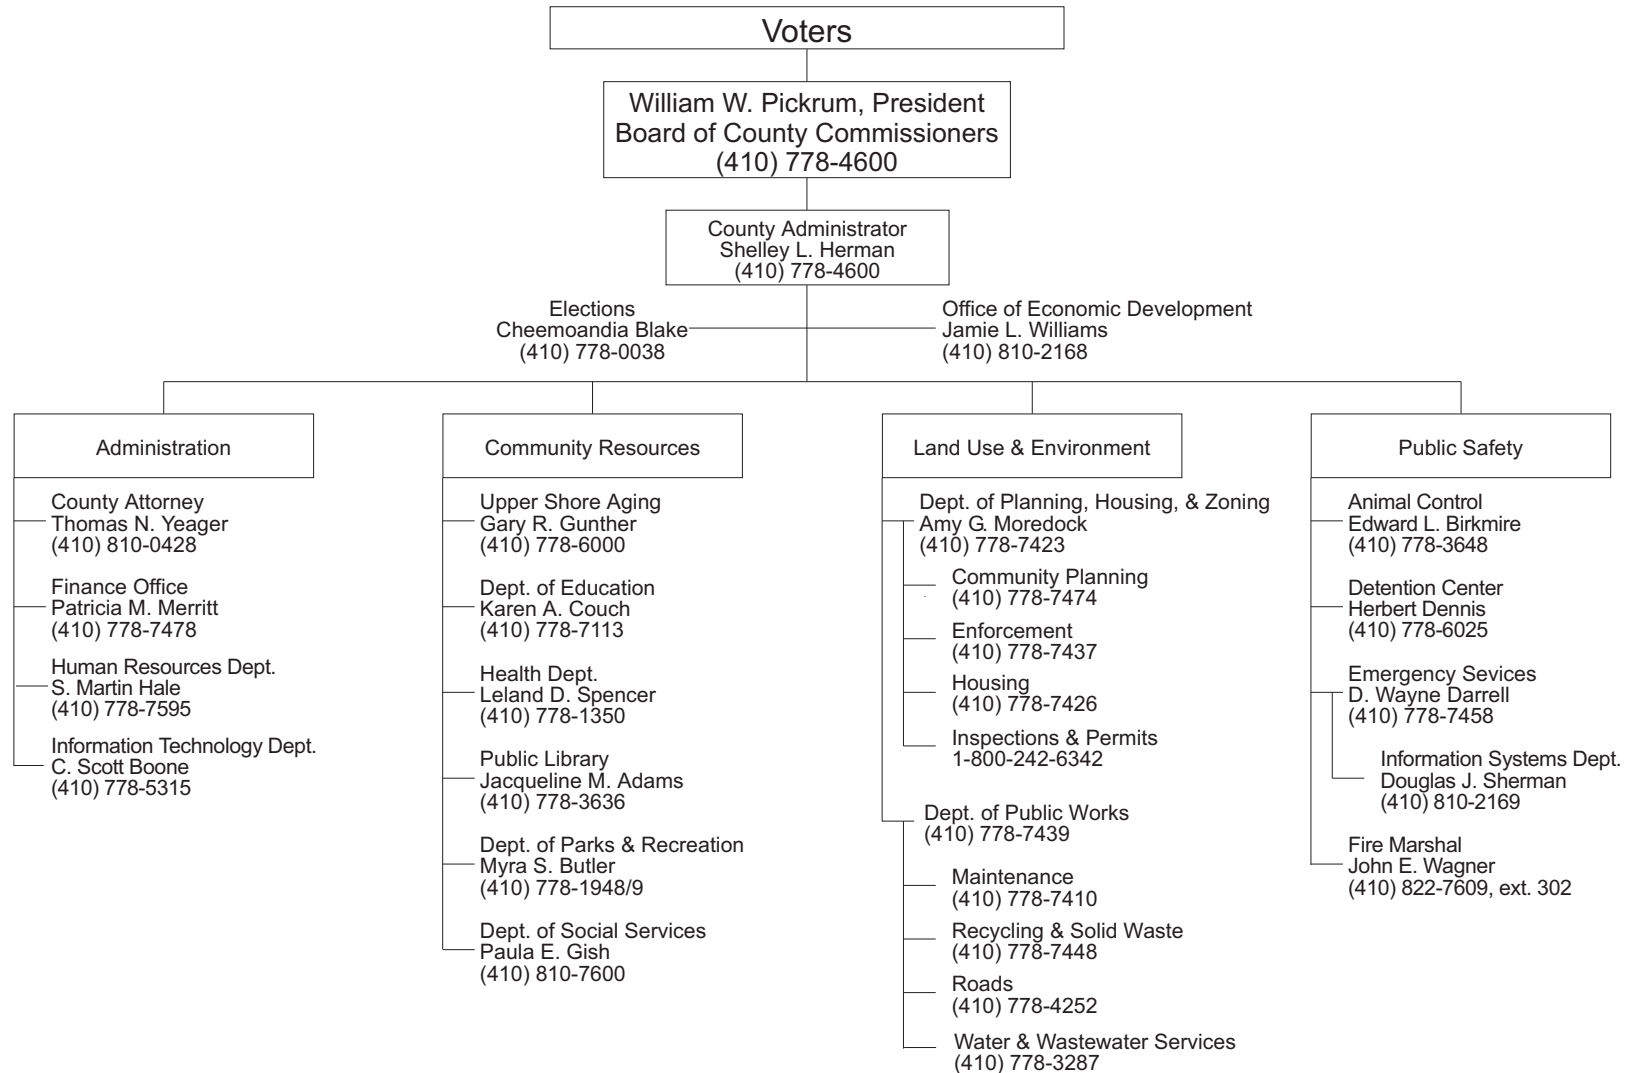 Voters
William W. Pickrum, President
Board of County Commissioners
(410) 778-4600
County Administrator
Shelley L. Herman
(410) 778-4600
Elections
Cheemoandia Blake
(410) 778-0038
Office of Economic Development
Jamie L. Williams
(410) 810-2168
Administration
County Attorney
Thomas N. Yeager
(410) 810-0428
Finance Office
Patricia M. Merritt
(410) 778-7478
Human Resources Dept.
S. Martin Hale
(410) 778-7595
Information Technology Dept.
C. Scott Boone
(410) 778-5315
Community Resources
Upper Shore Aging
Gary R. Gunther
(410) 778-6000
Dept. of Education
Karen A. Couch
(410) 778-7113
Health Dept.
Leland D. Spencer
(410) 778-1350
Public Library
Jacqueline M. Adams
(410) 778-3636
Dept. of Parks & Recreation
Myra S. Butler
(410) 778-1948/9
Dept. of Social Services
Paula E. Gish
(410) 810-7600
Land Use & Environment
Dept. of Planning, Housing, & Zoning
Amy G. Moredock
(410) 778-7423
Community Planning
(410) 778-7474
Enforcement
(410) 778-7437
Housing
(410) 778-7426
Inspections & Permits
1-800-242-6342
Dept. of Public Works
(410) 778-7439
Maintenance
(410) 778-7410
Recycling & Solid Waste
(410) 778-7448
Roads
(410) 778-4252
Water & Wastewater Services
(410) 778-3287
Public Safety
Animal Control
Edward L. Birkmire
(410) 778-3648
Detention Center
Herbert Dennis
(410) 778-6025
Emergency Sevices
D. Wayne Darrell
(410) 778-7458
Information Systems Dept.
Douglas J. Sherman
(410) 810-2169
Fire Marshal
John E. Wagner
(410) 822-7609, ext. 302